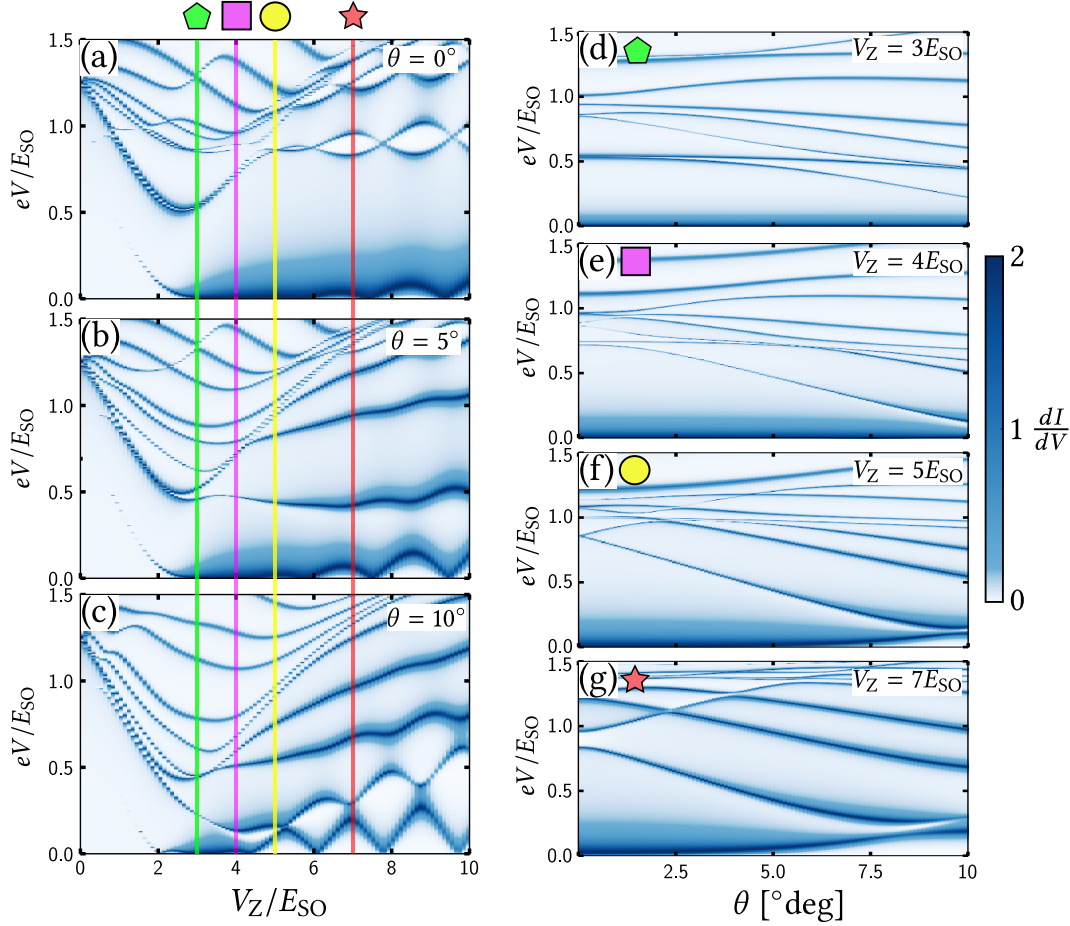 (a)
θ = 0°
1.5
1.0
0.5
0.0
eV/E_SO
(b)
θ = 5°
1.5
1.0
0.5
0.0
eV/E_SO
(c)
θ = 10°
1.5
1.0
0.5
0.0
eV/E_SO
0 2 4 6 8 10
V_Z/E_SO
(d)
V_Z = 3E_SO
1.5
1.0
0.5
0.0
eV/E_SO
(e)
V_Z = 4E_SO
1.5
1.0
0.5
0.0
eV/E_SO
(f)
V_Z = 5E_SO
1.5
1.0
0.5
0.0
eV/E_SO
(g)
V_Z = 7E_SO
1.5
1.0
0.5
0.0
eV/E_SO
2.5 5.0 7.5 10
θ [°deg]
2
1
0
dI
dV